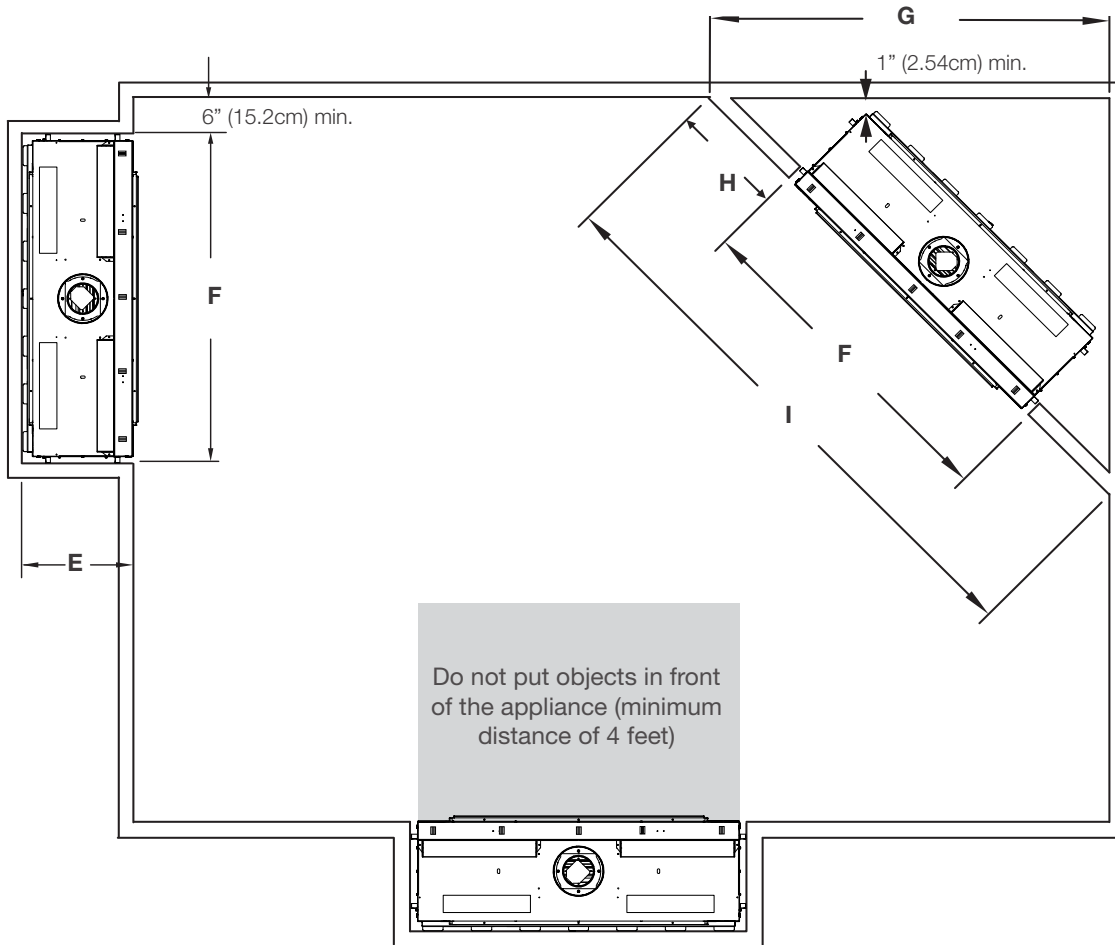 G
1” (2.54cm) min.
6” (15.2cm) min.
H
F
F
I
E
Do not put objects in front
of the appliance (minimum
distance of 4 feet)